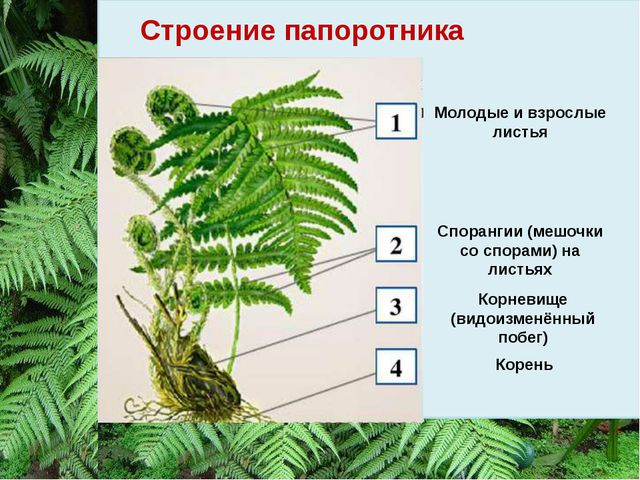 Строение папоротника
1
Молодые и взрослые
листья
2
Спорангии (мешочки
со спорами) на
листьях
3
Корневище
(видоизменённый
побег)
4
Корень